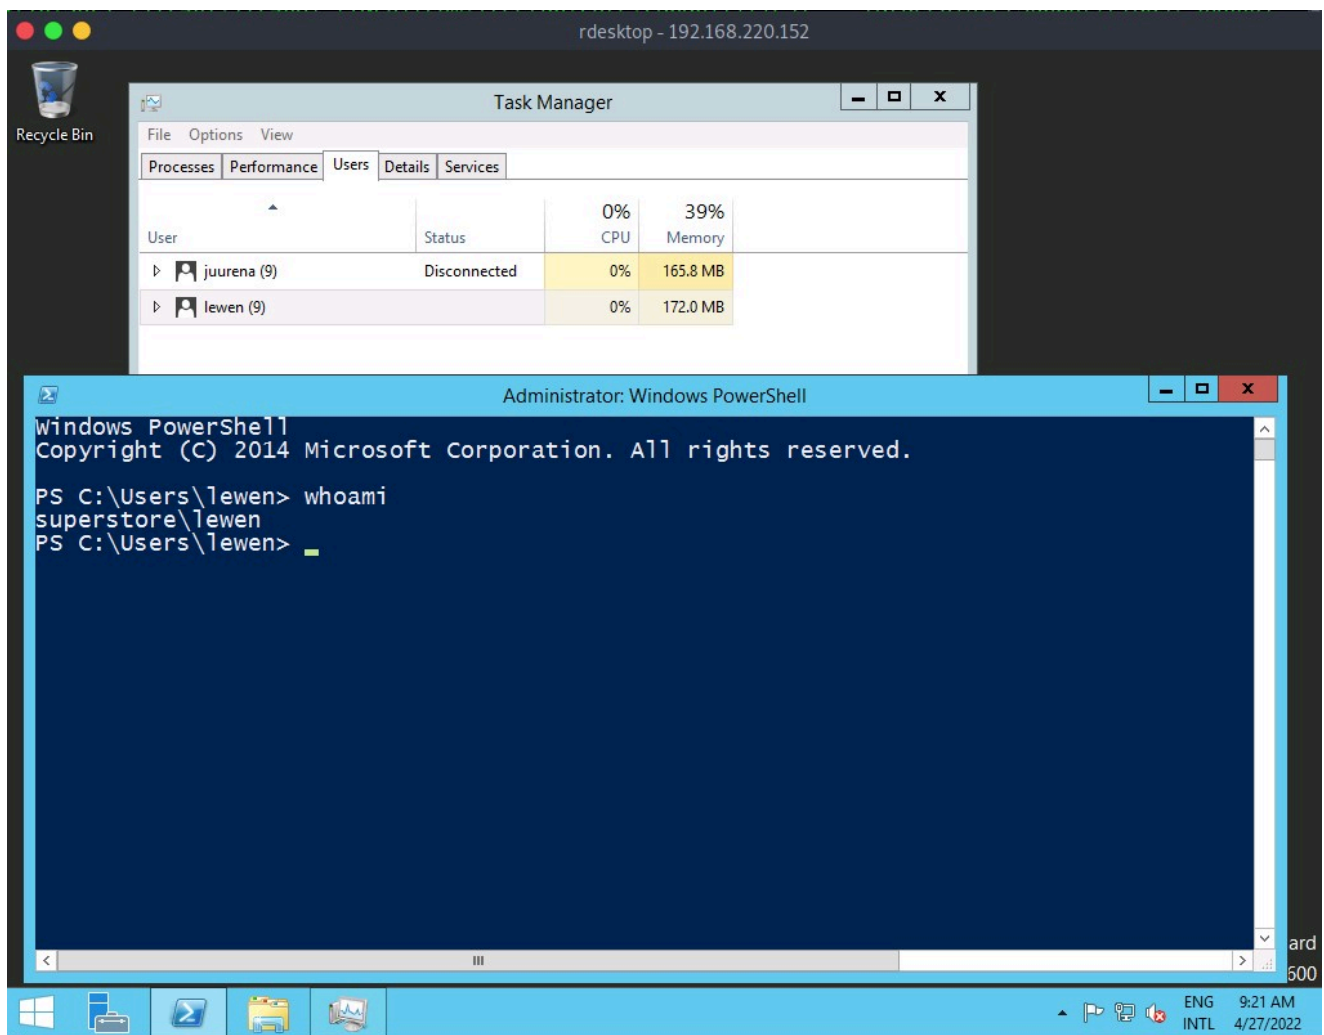 rdesktop - 192.168.220.152
Recycle Bin
Task Manager
File Options View
Processes Performance Users Details Services
0% 39%
User Status CPU Memory
juurena (9) Disconnected 0% 165.8 MB
lewen (9) 0% 172.0 MB
Administrator: Windows PowerShell
Windows PowerShell
Copyright (C) 2014 Microsoft Corporation. All rights reserved.
PS C:\Users\lewen> whoami
superstore\lewen
PS C:\Users\lewen>
ard
600
ENG 9:21 AM
INTL 4/27/2022